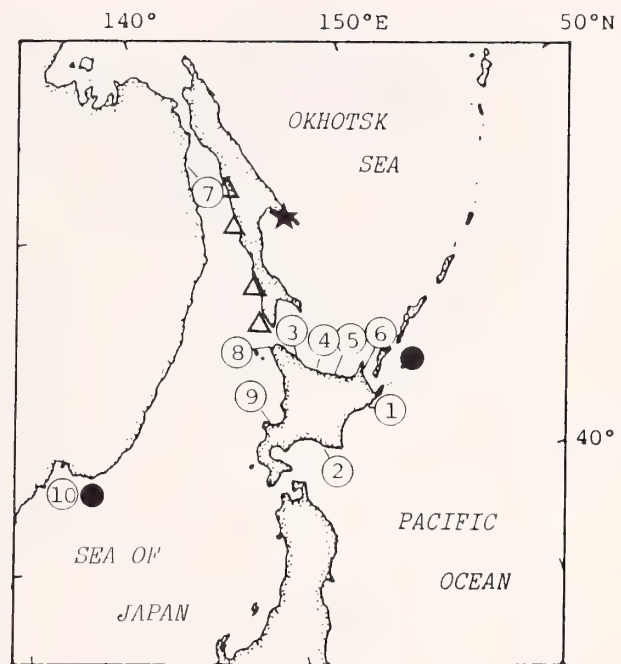 140° 150°E 50°N
OKHOTSK
SEA
7
3 4 5 6
8
9
1
40°
2
10
PACIFIC
SEA OF
OCEAN
JAPAN